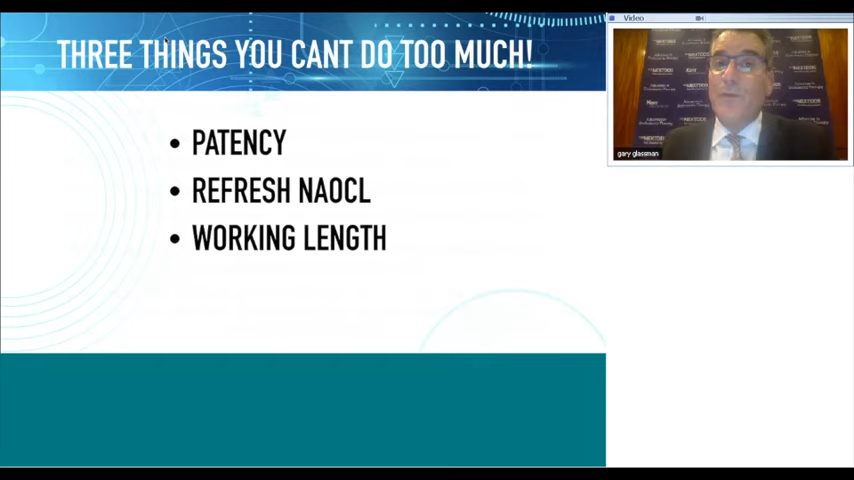 THREE THINGS YOU CANT DO TOO MUCH!
• PATENCY
• REFRESH NAOCL
• WORKING LENGTH
Video
gary glassman